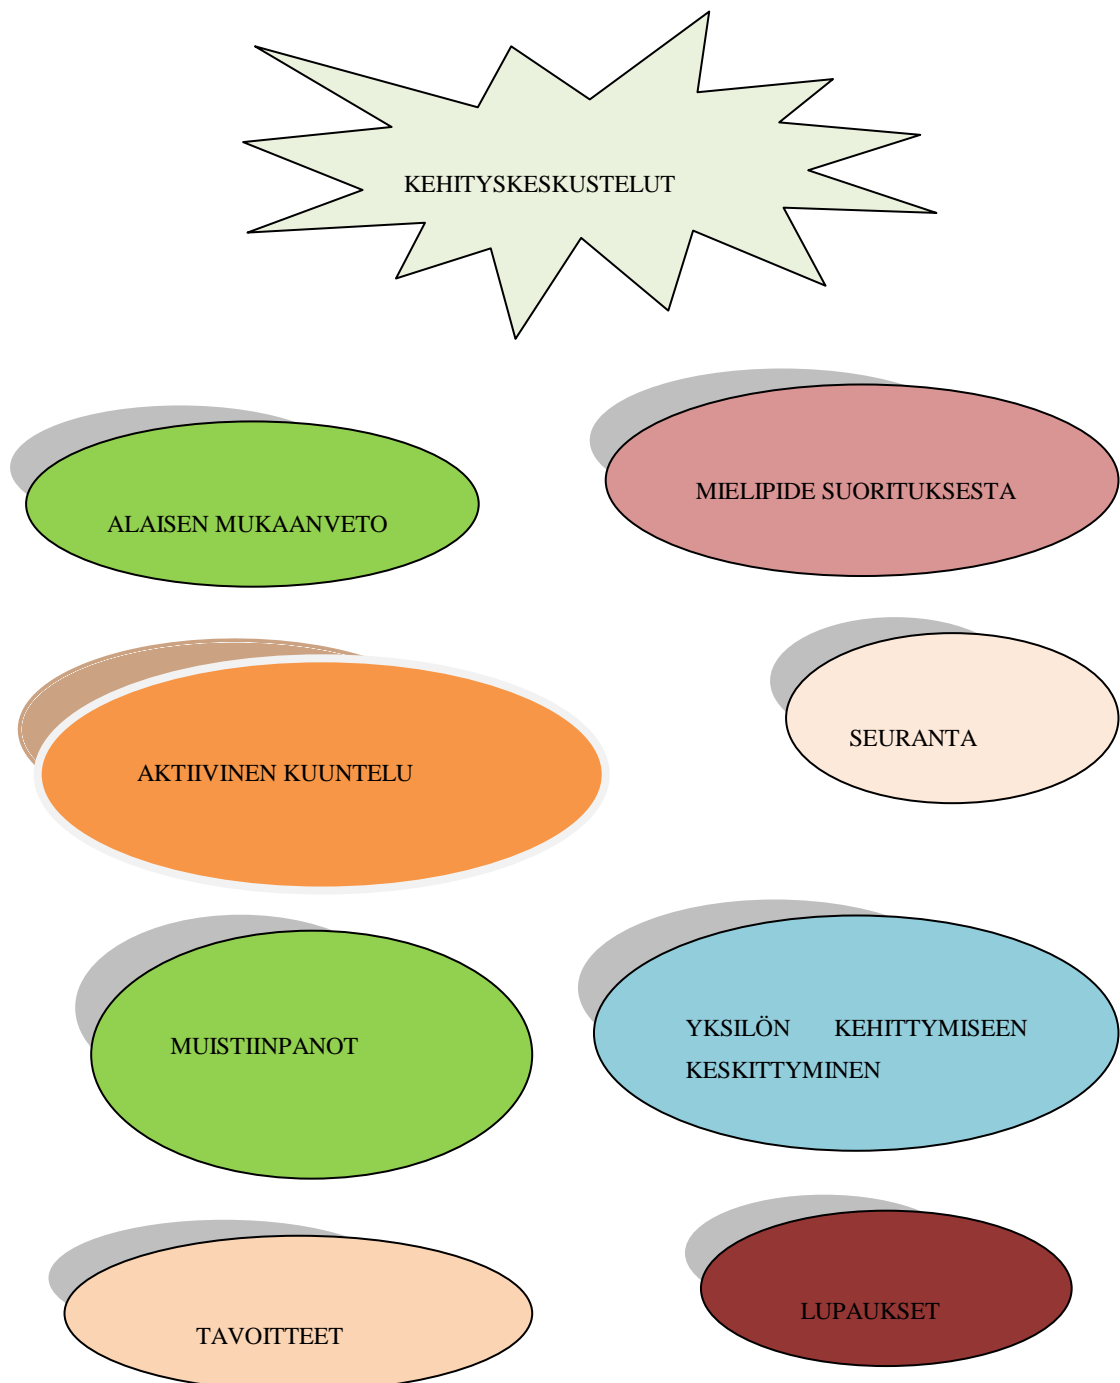 KEHITYSKESKUSTELUT
ALAISEN MUKAANVETO
MIELIPIDE SUORITUKSESTA
AKTIIVINEN KUUNTELU
SEURANTA
MUISTIINPANOT
YKSILÖN KEHITTYMISEEN
KESKITTYMINEN
TAVOITTEET
LUPAUKSET